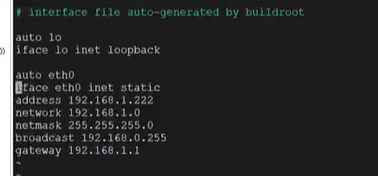 # interface file auto-generated by buildroot
auto lo
iface lo inet loopback
auto eth0
iface eth0 inet static
address 192.168.1.222
network 192.168.1.0
netmask 255.255.255.0
broadcast 192.168.0.255
gateway 192.168.1.1
~
~